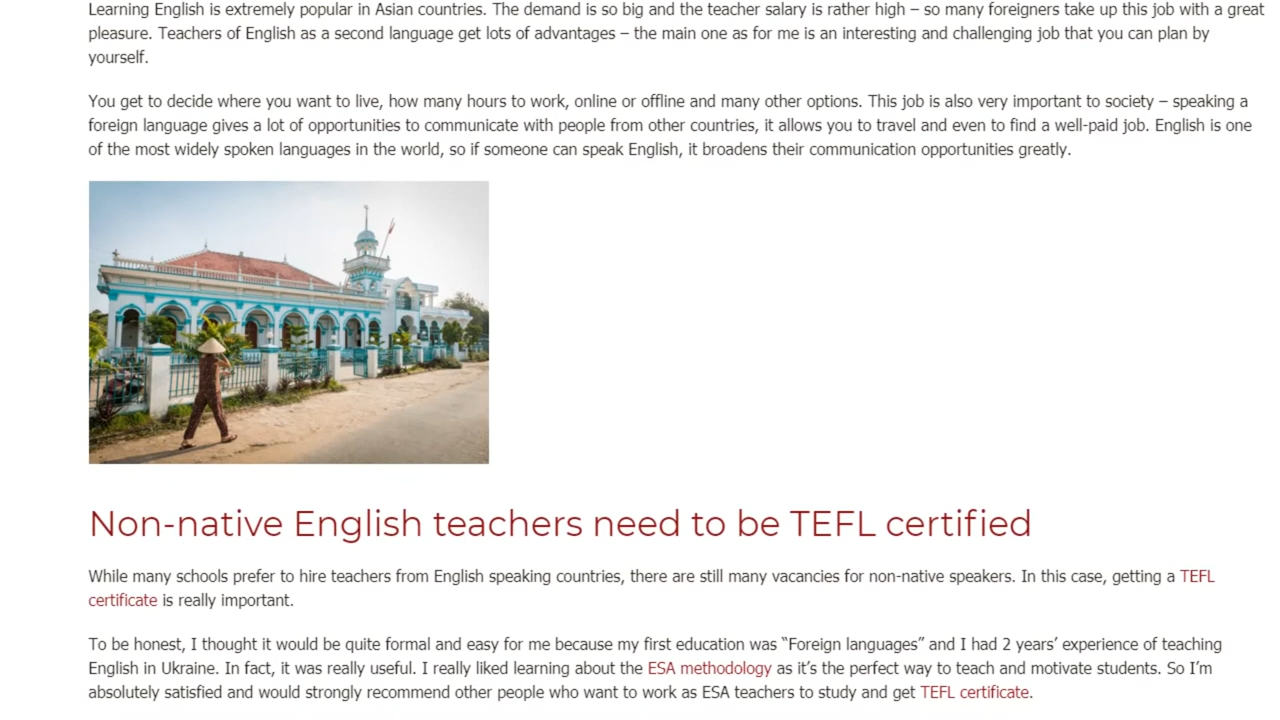 Learning English is extremely popular in Asian countries. The demand is so big and the teacher salary is rather high – so many foreigners take up this job with a great
pleasure. Teachers of English as a second language get lots of advantages – the main one as for me is an interesting and challenging job that you can plan by
yourself.
You get to decide where you want to live, how many hours to work, online or offline and many other options. This job is also very important to society – speaking a
foreign language gives a lot of opportunities to communicate with people from other countries, it allows you to travel and even to find a well-paid job. English is one
of the most widely spoken languages in the world, so if someone can speak English, it broadens their communication opportunities greatly.
Non-native English teachers need to be TEFL certified
While many schools prefer to hire teachers from English speaking countries, there are still many vacancies for non-native speakers. In this case, getting a TEFL
certificate is really important.
To be honest, I thought it would be quite formal and easy for me because my first education was “Foreign languages” and I had 2 years’ experience of teaching
English in Ukraine. In fact, it was really useful. I really liked learning about the ESA methodology as it’s the perfect way to teach and motivate students. So I’m
absolutely satisfied and would strongly recommend other people who want to work as ESA teachers to study and get TEFL certificate.